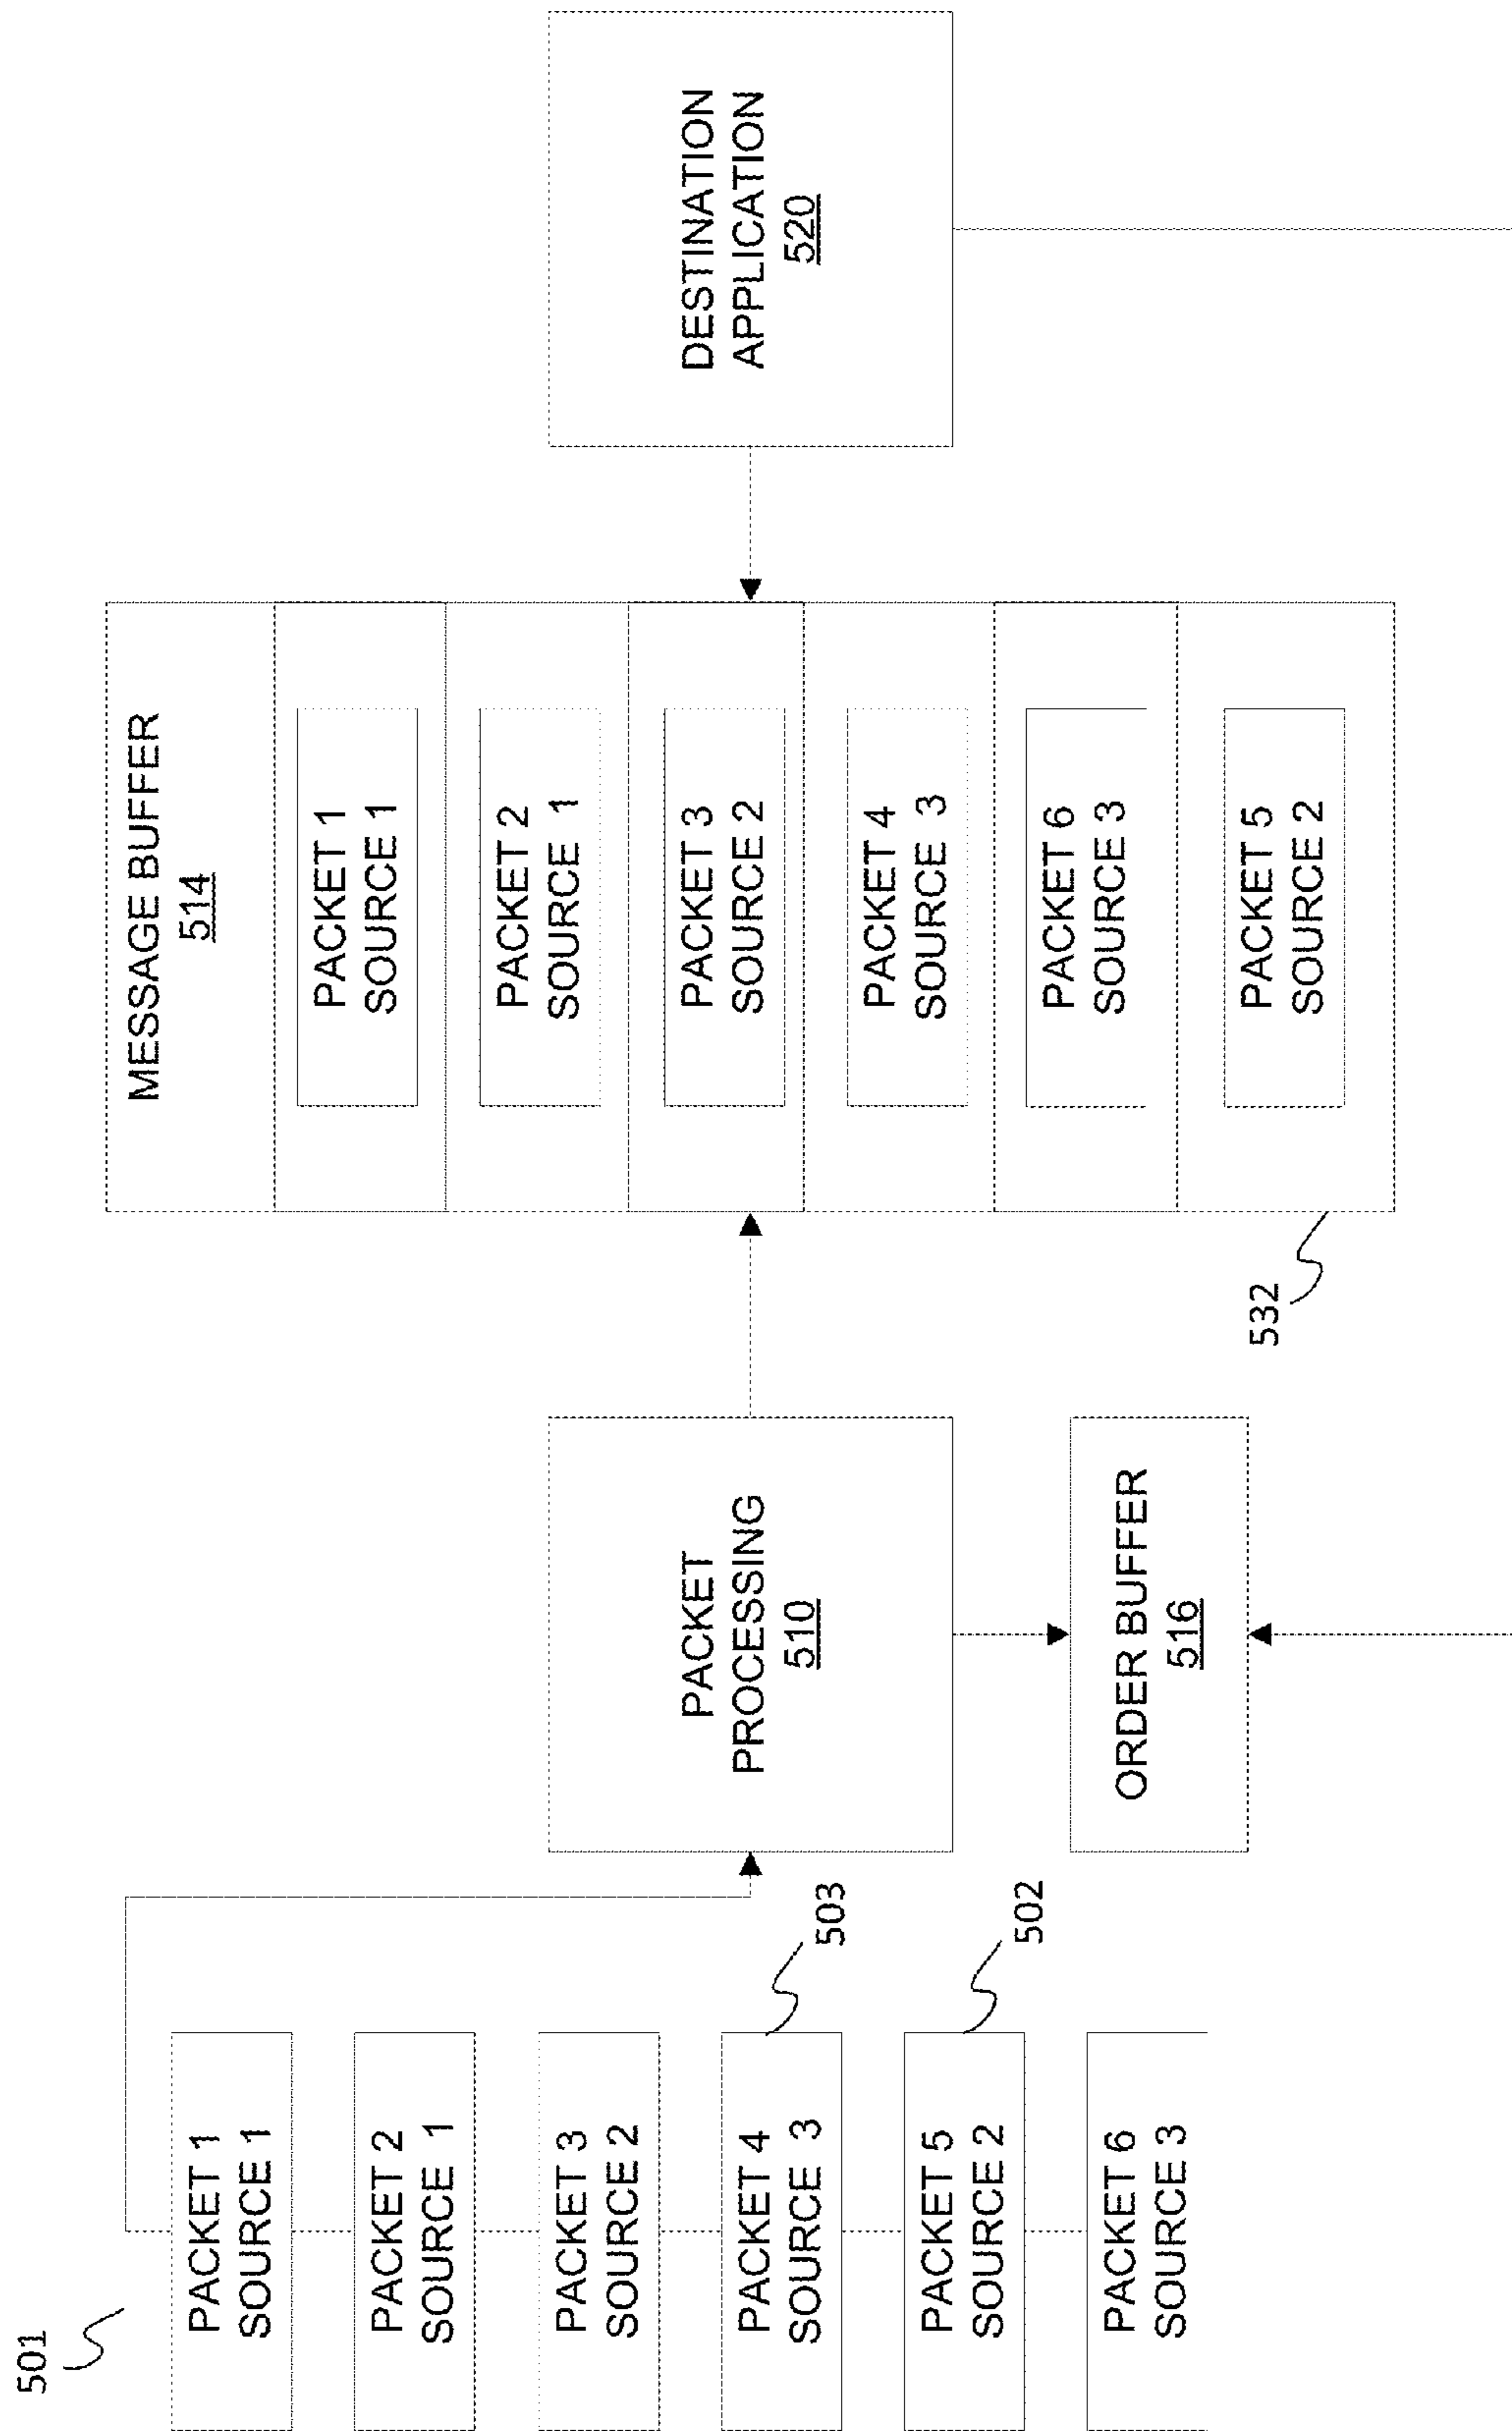 501
PACKET 1
SOURCE 1
PACKET 2
SOURCE 1
PACKET 3
SOURCE 2
PACKET 4
SOURCE 3
503
PACKET 5
SOURCE 2
502
PACKET 6
SOURCE 3
PACKET
PROCESSING
510
ORDER BUFFER
516
MESSAGE BUFFER
514
PACKET 1
SOURCE 1
PACKET 2
SOURCE 1
PACKET 3
SOURCE 2
PACKET 4
SOURCE 3
PACKET 6
SOURCE 3
PACKET 5
SOURCE 2
532
DESTINATION
APPLICATION
520